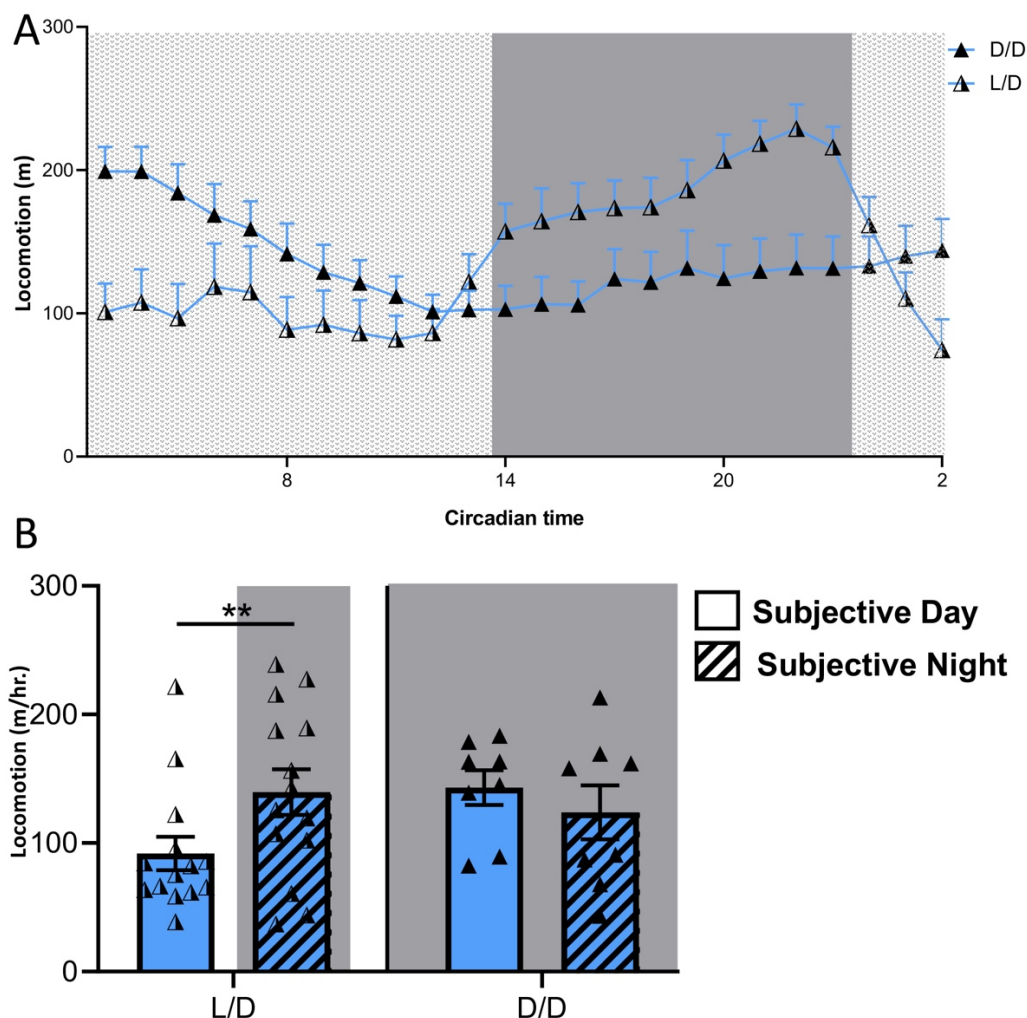 A
300
200
100
0
Locomotion (m)
8
14
20
2
Circadian time
D/D
L/D
B
300
200
100
0
Locomotion (m/hr.)
**
L/D
D/D
Subjective Day
Subjective Night